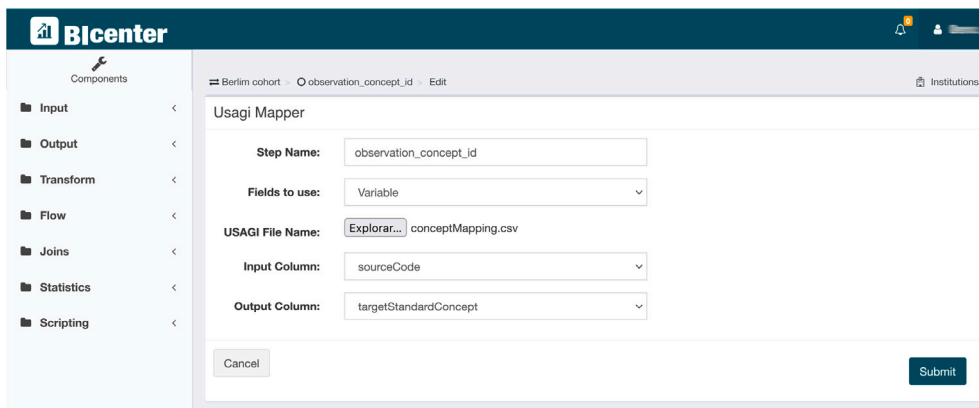 BIcenter
0
Components
Berlim cohort > observation_concept_id > Edit
Institutions
Input
Output
Transform
Flow
Joins
Statistics
Scripting
Usagi Mapper
Step Name: observation_concept_id
Fields to use: Variable
USAGI File Name: Explorar... conceptMapping.csv
Input Column: sourceCode
Output Column: targetStandardConcept
Cancel
Submit